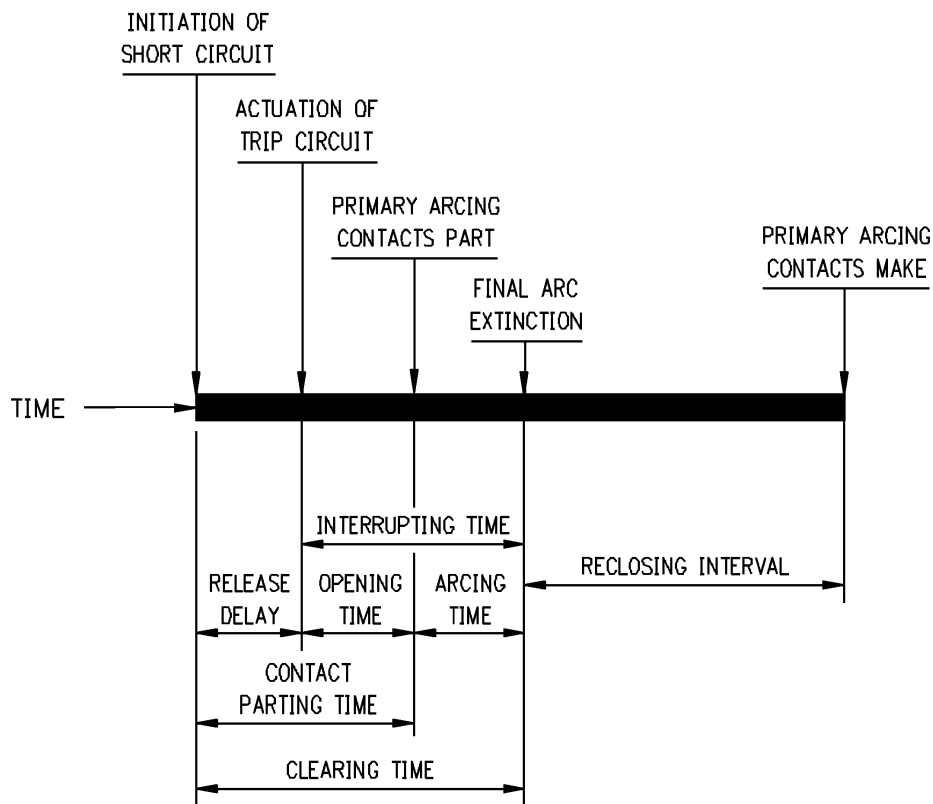 INITIATION OF
SHORT CIRCUIT
ACTUATION OF
TRIP CIRCUIT
PRIMARY ARCING
CONTACTS PART
PRIMARY ARCING
CONTACTS MAKE
FINAL ARC
EXTINCTION
TIME
INTERRUPTING TIME
RECLOSING INTERVAL
RELEASE
DELAY
OPENING
TIME
ARCING
TIME
CONTACT
PARTING TIME
CLEARING TIME